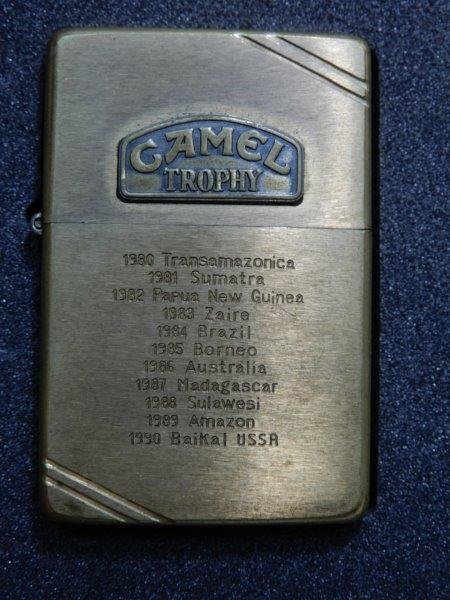 CAMEL
TROPHY
1980 Transamazonica
1981 Sumatra
1982 Papua New Guinea
1983 Zaire
1984 Brazil
1985 Borneo
1986 Australia
1987 Madagascar
1988 Sulawesi
1989 Amazon
1990 Baikal USSR